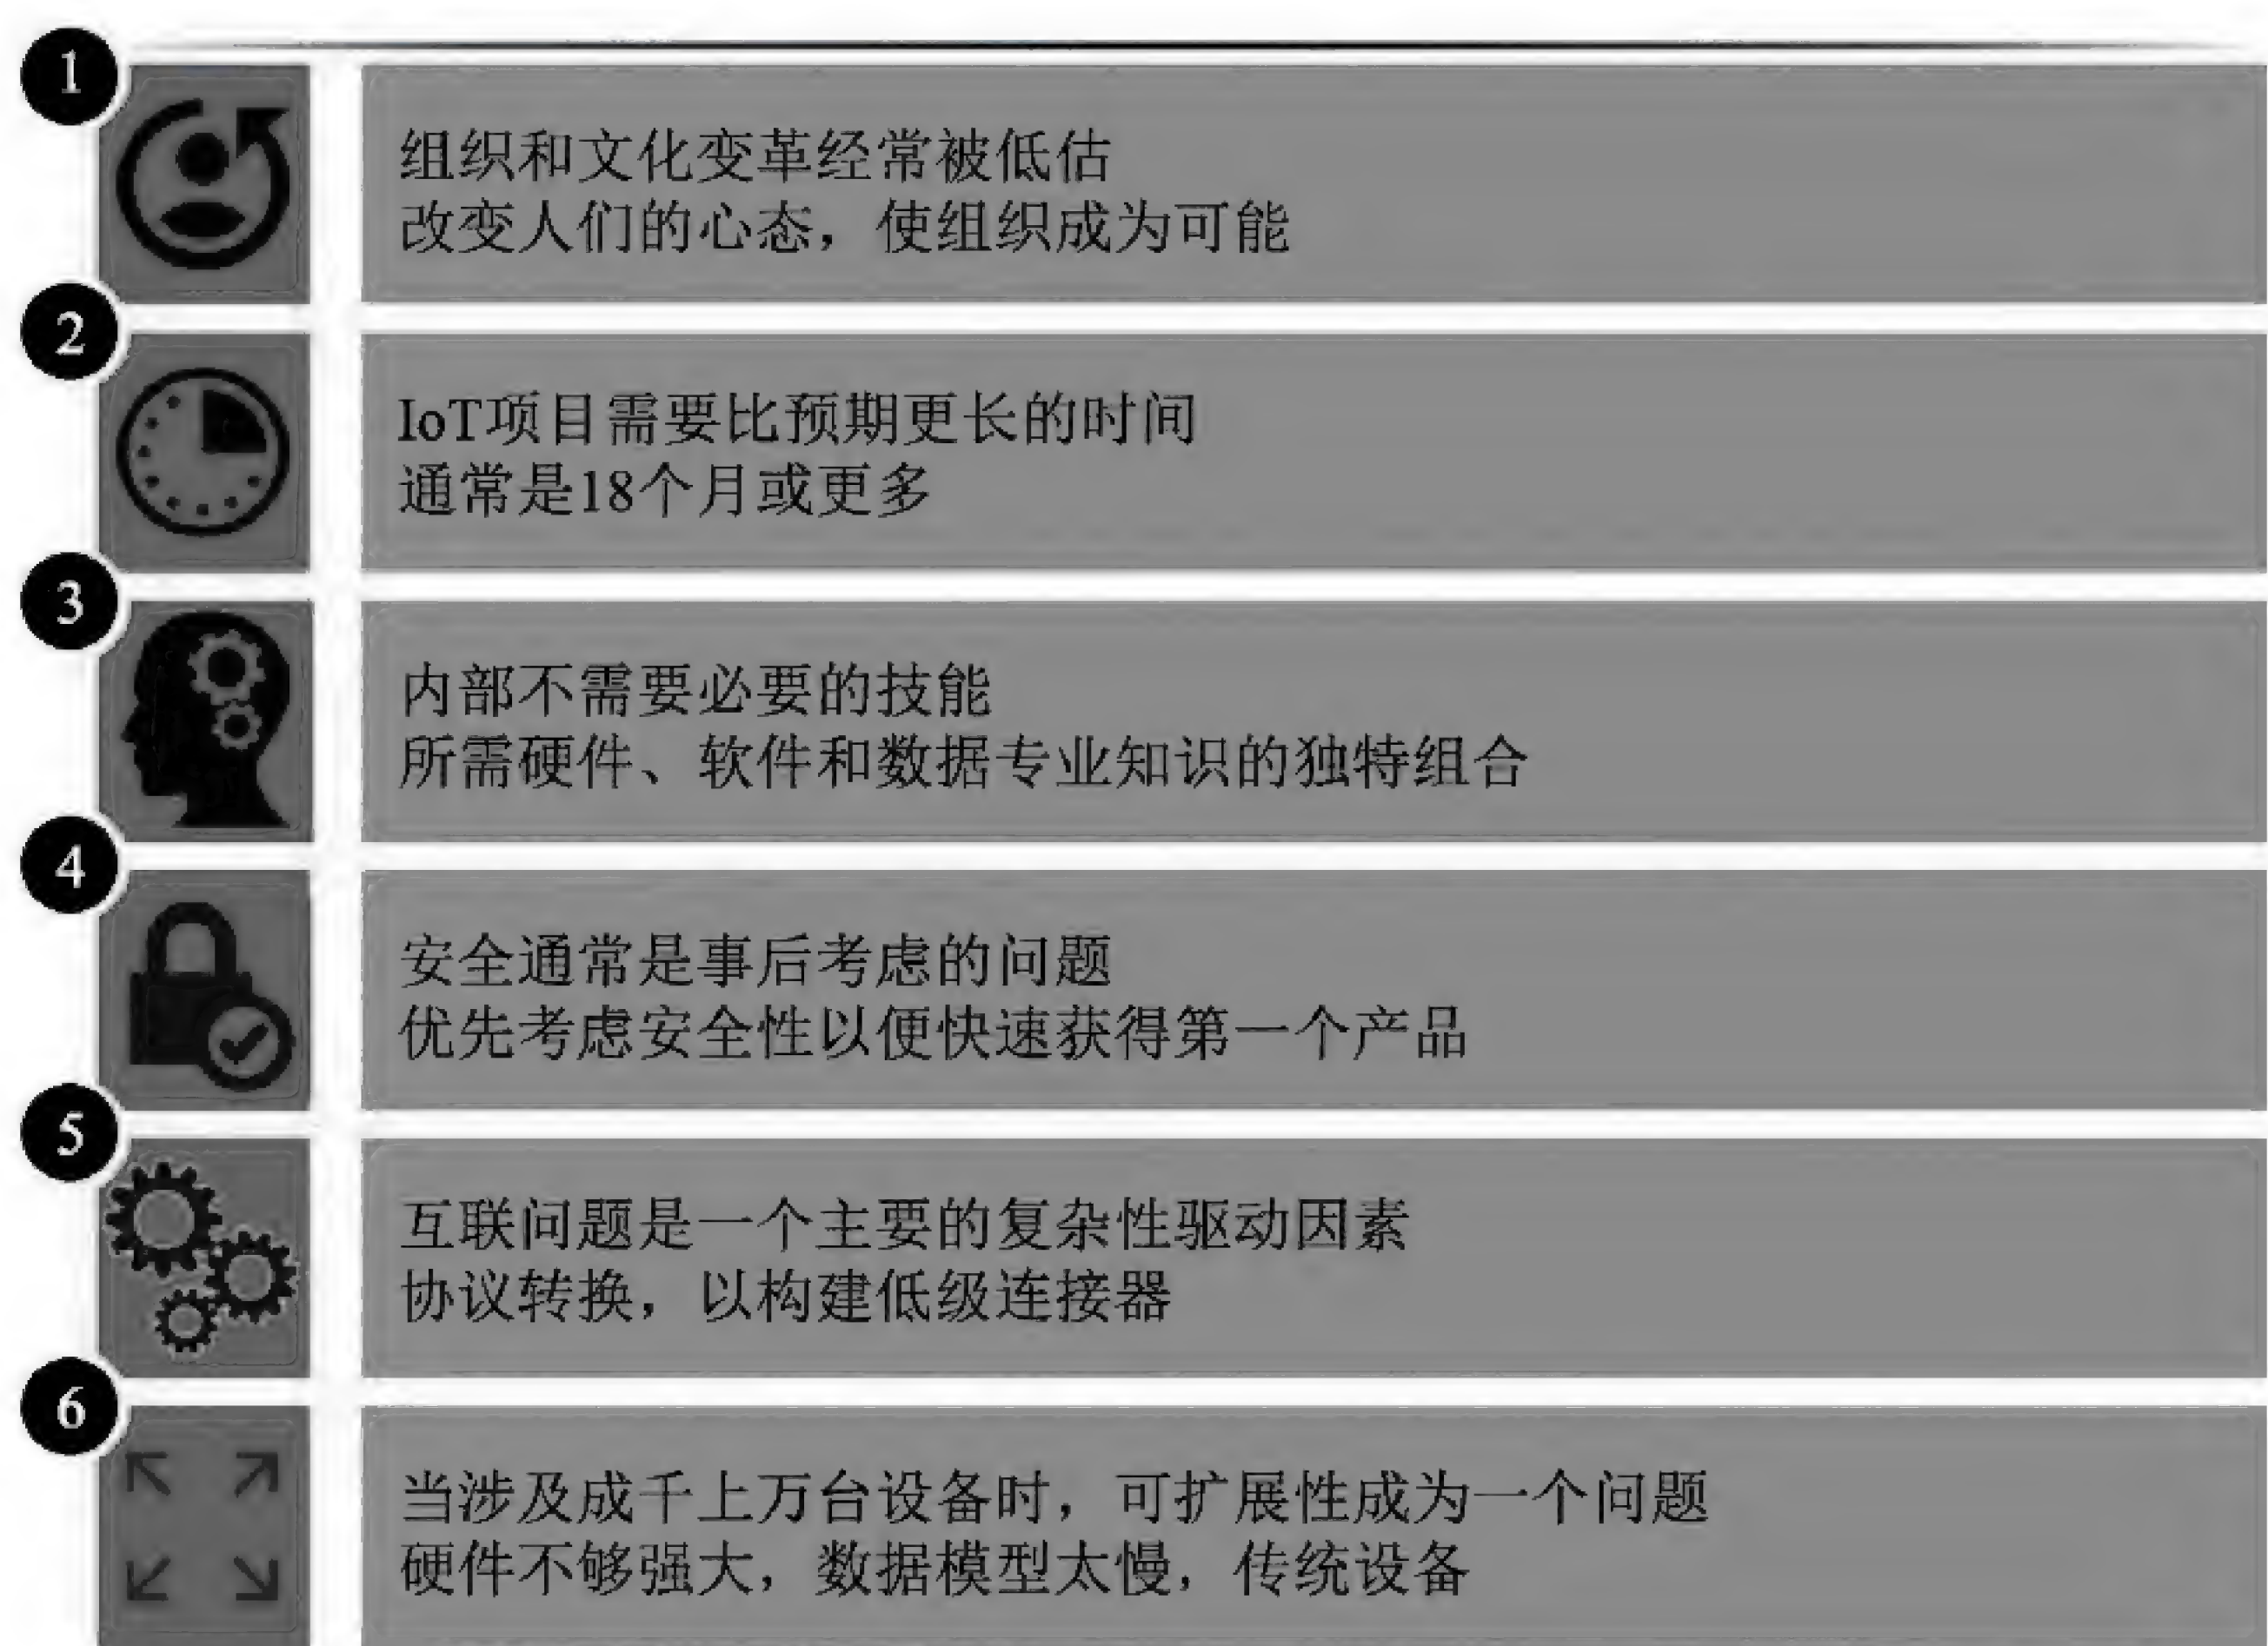 1
组织和文化变革经常被低估
改变人们的心态，使组织成为可能
2
IoT项目需要比预期更长的时间
通常是18个月或更多
3
内部不需要必要的技能
所需硬件、软件和数据专业知识的独特组合
4
安全通常是事后考虑的问题
优先考虑安全性以便快速获得第一个产品
5
互联问题是一个主要的复杂性驱动因素
协议转换，以构建低级连接器
6
当涉及成千上万台设备时，可扩展性成为一个问题
硬件不够强大，数据模型太慢，传统设备